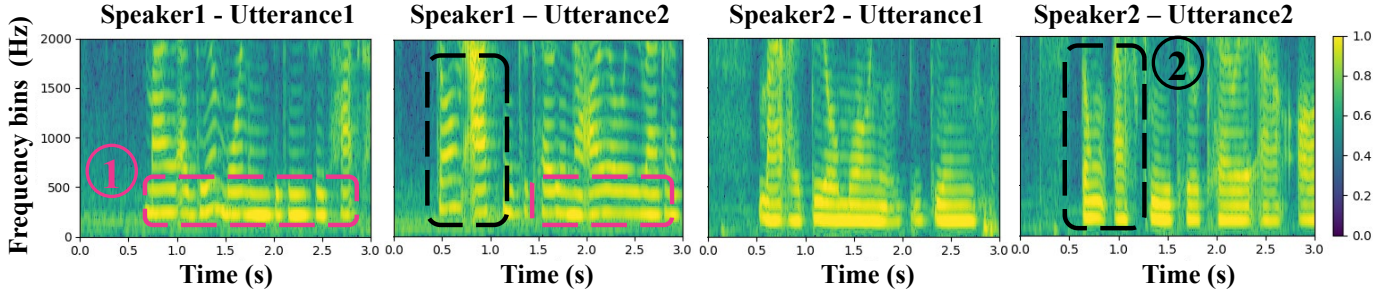 Speaker1 - Utterance1
Speaker1 – Utterance2
Speaker2 - Utterance1
Speaker2 – Utterance2
Frequency bins (Hz)
2000
1500
1000
500
0
1
2
1.0
0.8
0.6
0.4
0.2
0.0
0.0 0.5 1.0 1.5 2.0 2.5 3.0
0.0 0.5 1.0 1.5 2.0 2.5 3.0
0.0 0.5 1.0 1.5 2.0 2.5 3.0
0.0 0.5 1.0 1.5 2.0 2.5 3.0
Time (s)
Time (s)
Time (s)
Time (s)